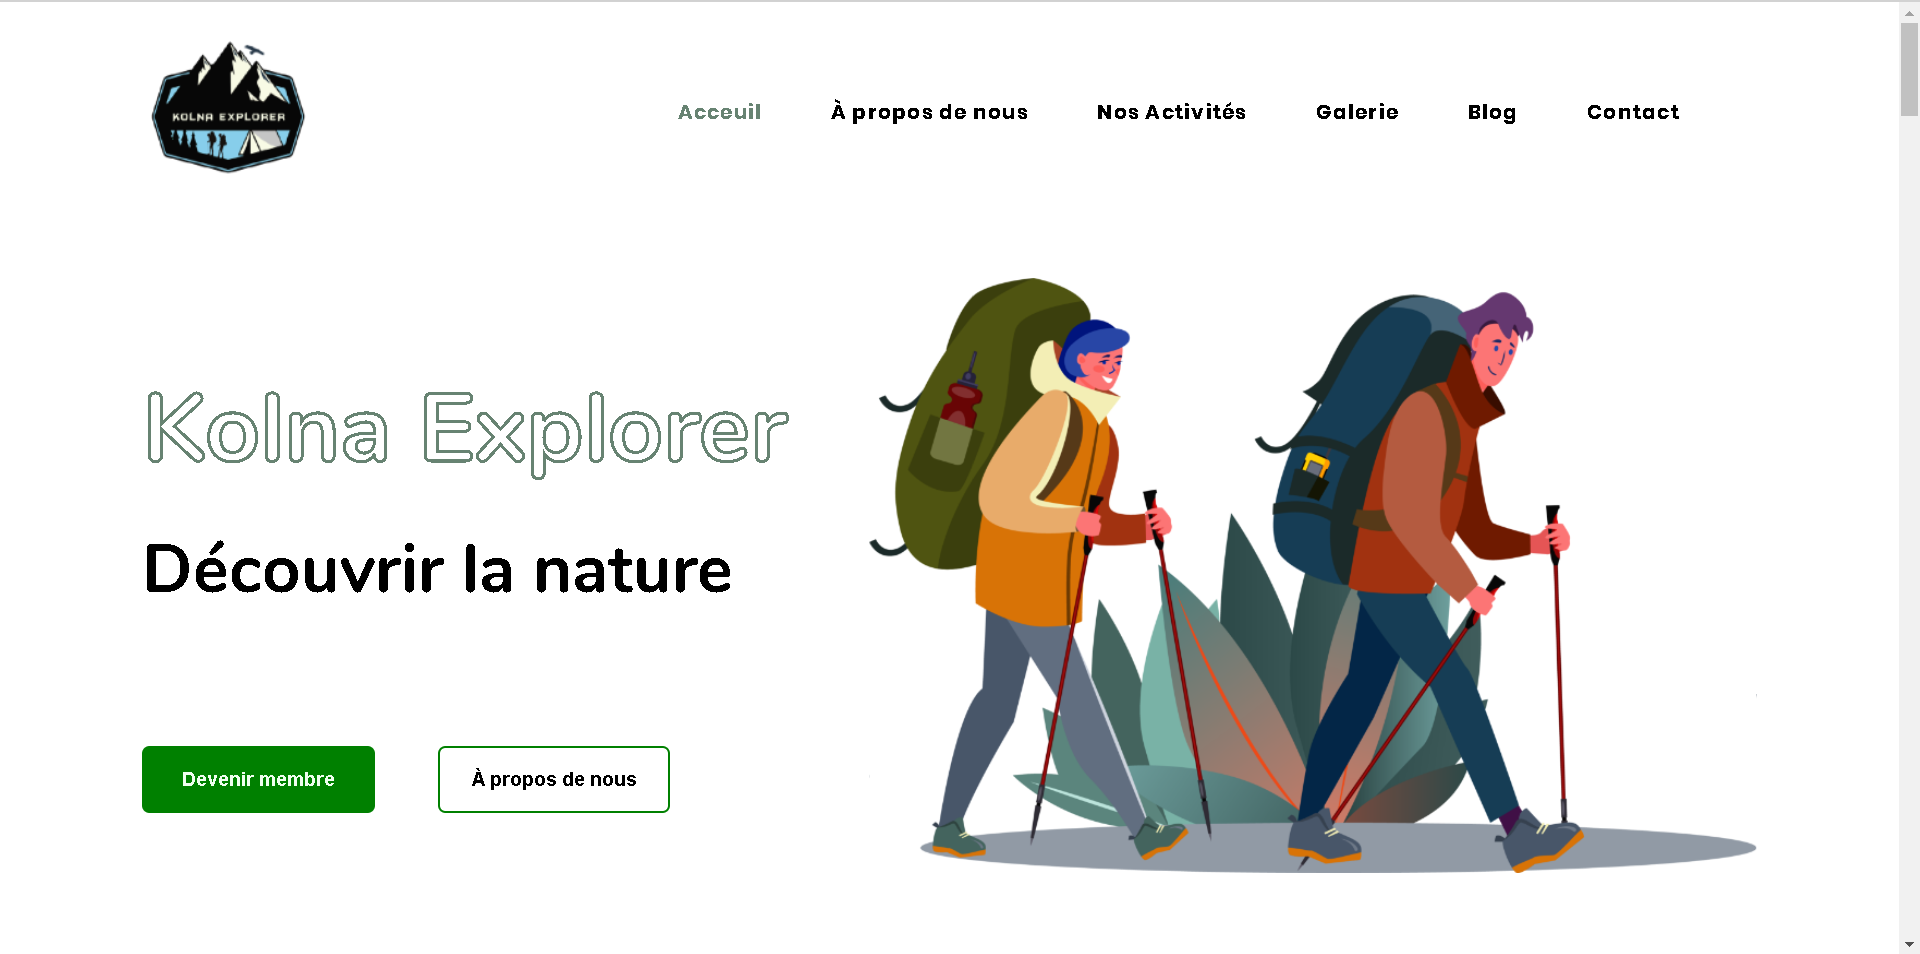 KOLNA EXPLORER
Acceuil À propos de nous Nos Activités Galerie Blog Contact
Kolna Explorer
Découvrir la nature
Devenir membre À propos de nous